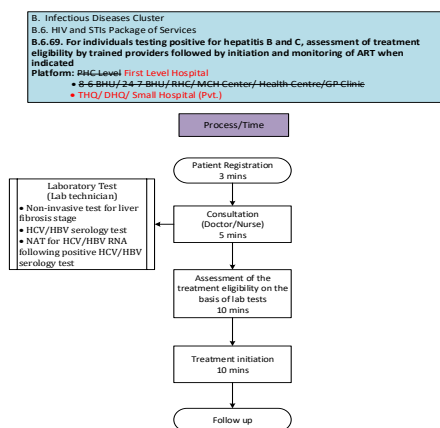 B. Infectious Diseases Cluster
B.6. HIV and STIs Package of Services
B.6.69. For individuals testing positive for hepatitis B and C, assessment of treatment
eligibility by trained providers followed by initiation and monitoring of ART when
indicated
Platform: PHC Level First Level Hospital
• 8-6 BHU/ 24-7 BHU/ RHC/ MCH Center/ Health Centre/GP Clinic
• THQ/ DHQ/ Small Hospital (Pvt.)
Process/Time
Patient Registration
3 mins
Laboratory Test
(Lab technician)
• Non-invasive test for liver
fibrosis stage
• HCV/HBV serology test
• NAT for HCV/HBV RNA
following positive HCV/HBV
serology test
Consultation
(Doctor/Nurse)
5 mins
Assessment of the
treatment eligibility on the
basis of lab tests
10 mins
Treatment initiation
10 mins
Follow up